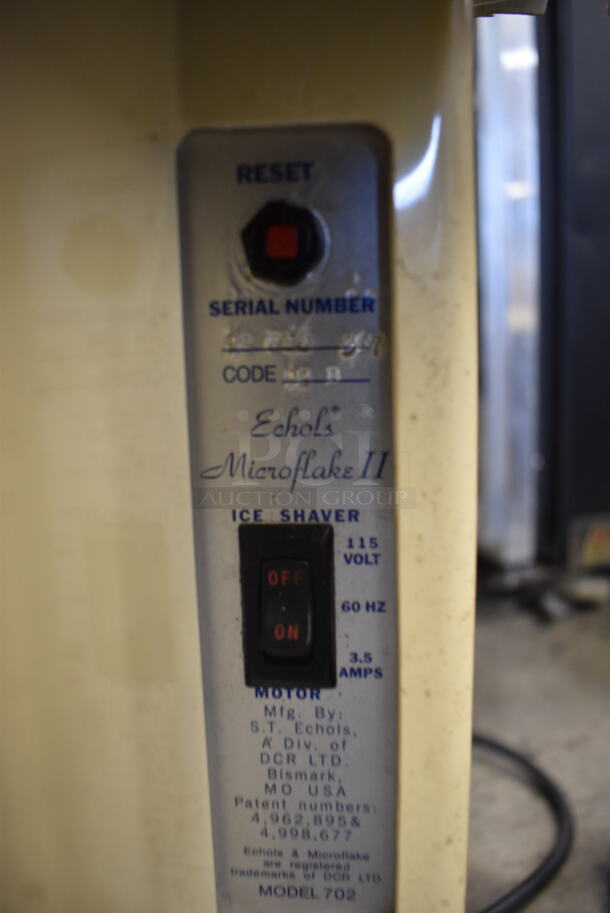 RESET
SERIAL NUMBER
CODE B
Echols®
Microflake II
PCI
AUCTION GROUP
ICE SHAVER
115
VOLT
OFF
60 HZ
ON
3.5
AMPS
MOTOR
Mfg. By:
S.T. Echols,
A Div. of
DCR LTD.
Bismark,
MO USA
Patent numbers:
4,962,895&
4,998,677
Echols & Microflake
are registered
trademarks of DCR LTD.
MODEL 702